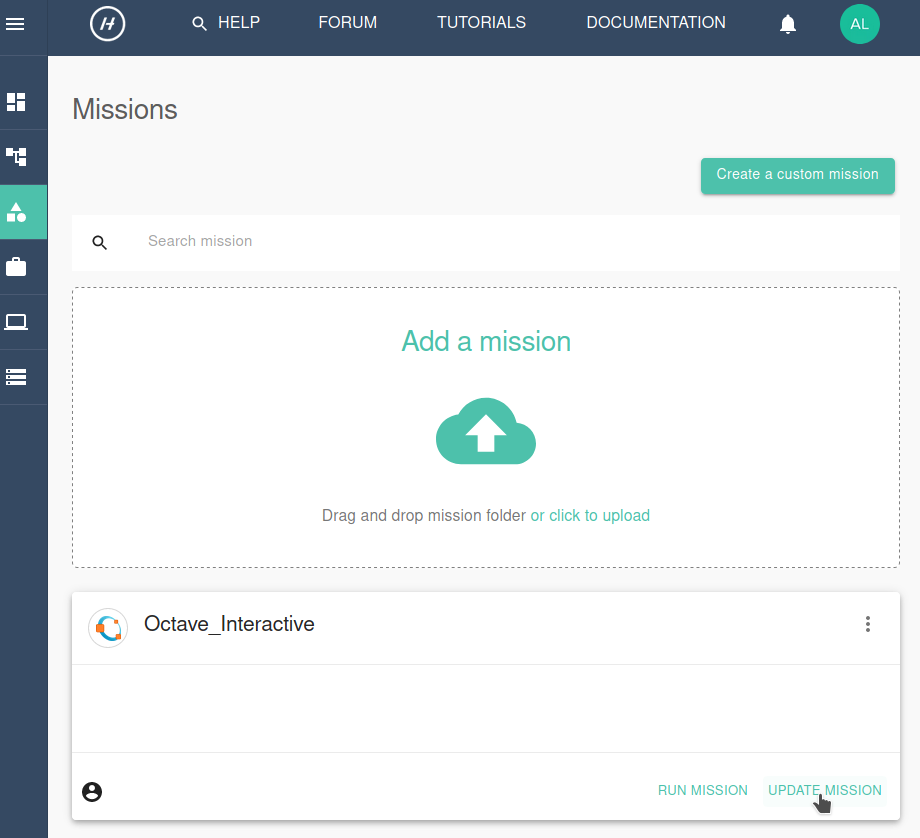 H HELP FORUM TUTORIALS DOCUMENTATION AL
Missions
Create a custom mission
Search mission
Add a mission
Drag and drop mission folder or click to upload
Octave_Interactive
RUN MISSION UPDATE MISSION